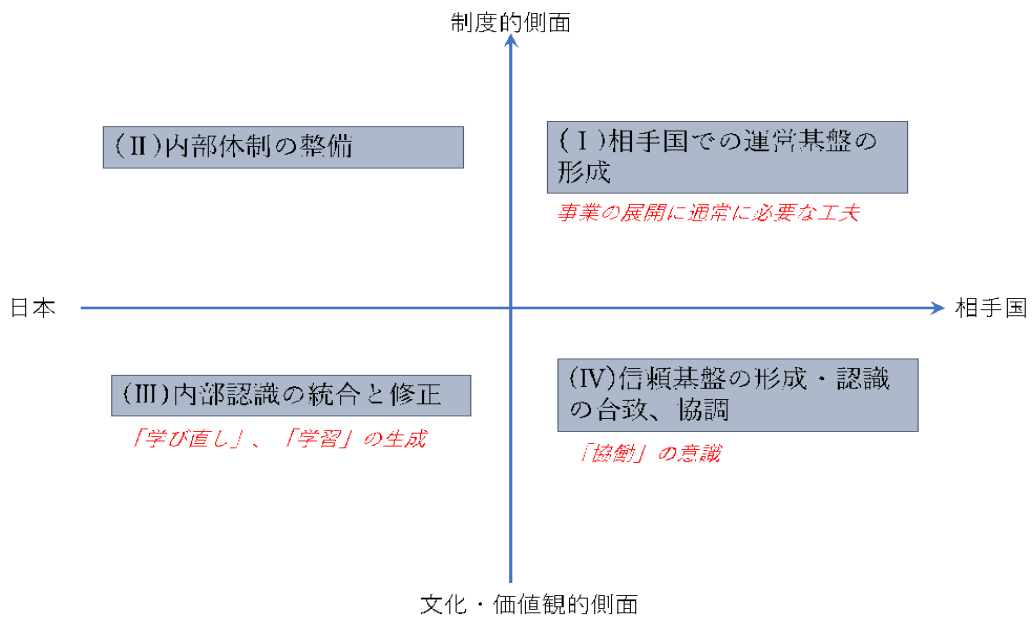 制度的側面
(Ⅱ)内部体制の整備
(Ⅰ)相手国での運営基盤の
形成
事業の展開に通常に必要な工夫
日本
相手国
(Ⅲ)内部認識の統合と修正
「学び直し」、「学習」の生成
(Ⅳ)信頼基盤の形成・認識
の合致、協調
「協働」の意識
文化・価値観的側面